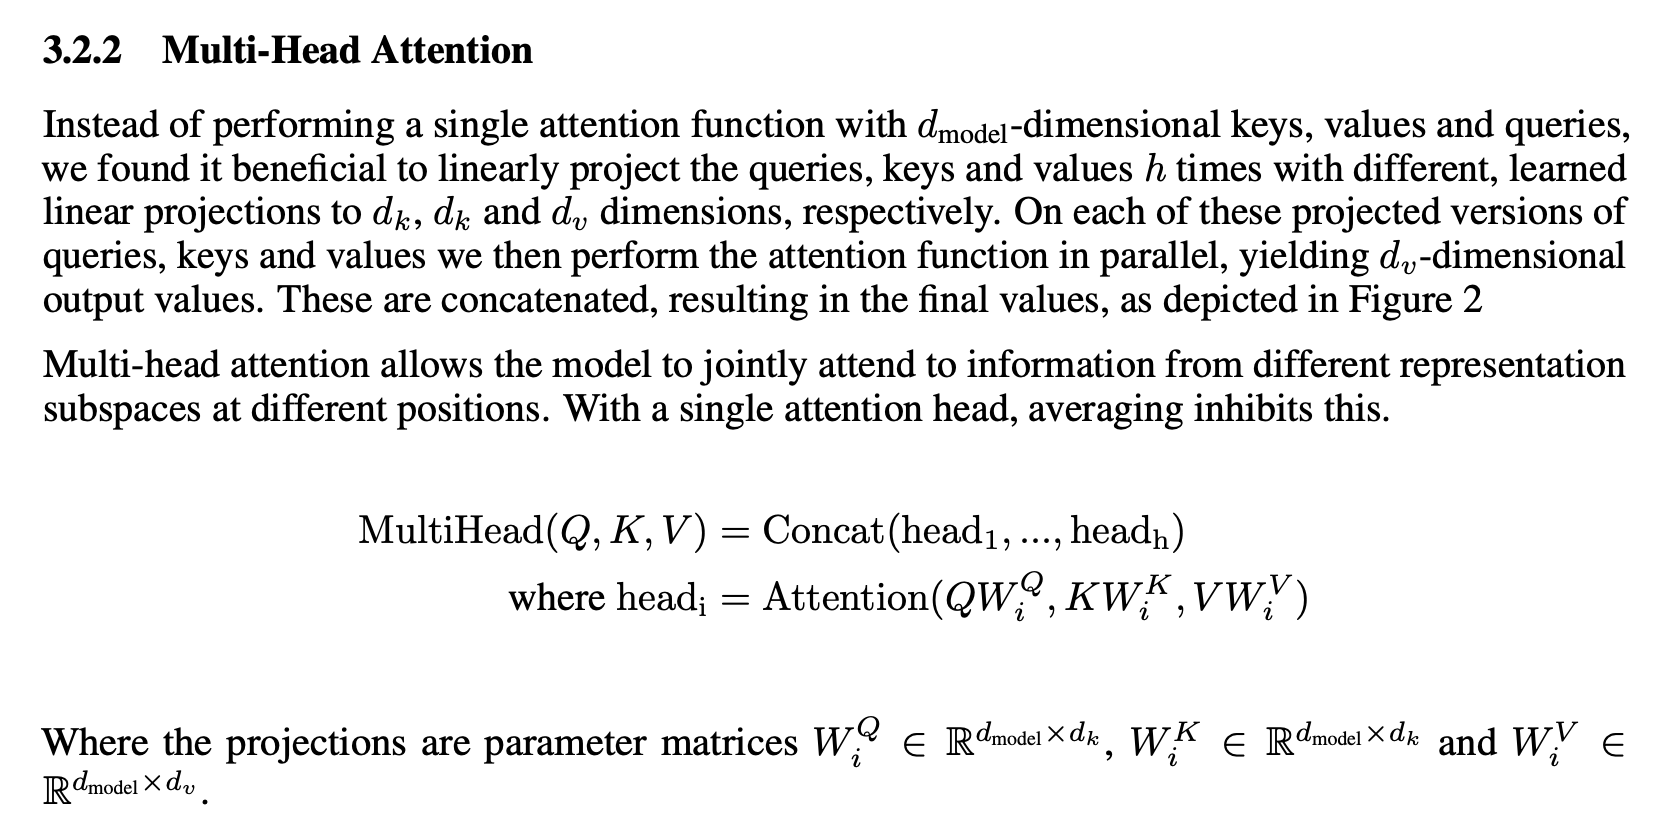 3.2.2 Multi-Head Attention
Instead of performing a single attention function with d_model-dimensional keys, values and queries,
we found it beneficial to linearly project the queries, keys and values h times with different, learned
linear projections to d_k, d_k and d_v dimensions, respectively. On each of these projected versions of
queries, keys and values we then perform the attention function in parallel, yielding d_v-dimensional
output values. These are concatenated, resulting in the final values, as depicted in Figure 2
Multi-head attention allows the model to jointly attend to information from different representation
subspaces at different positions. With a single attention head, averaging inhibits this.
MultiHead(Q, K, V) = Concat(head_1, ..., head_h)
where head_i = Attention(QW_i^Q, KW_i^K, VW_i^V)
Where the projections are parameter matrices W_i^Q ∈ ℝ^{d_model×d_k}, W_i^K ∈ ℝ^{d_model×d_k} and W_i^V ∈
ℝ^{d_model×d_v}.